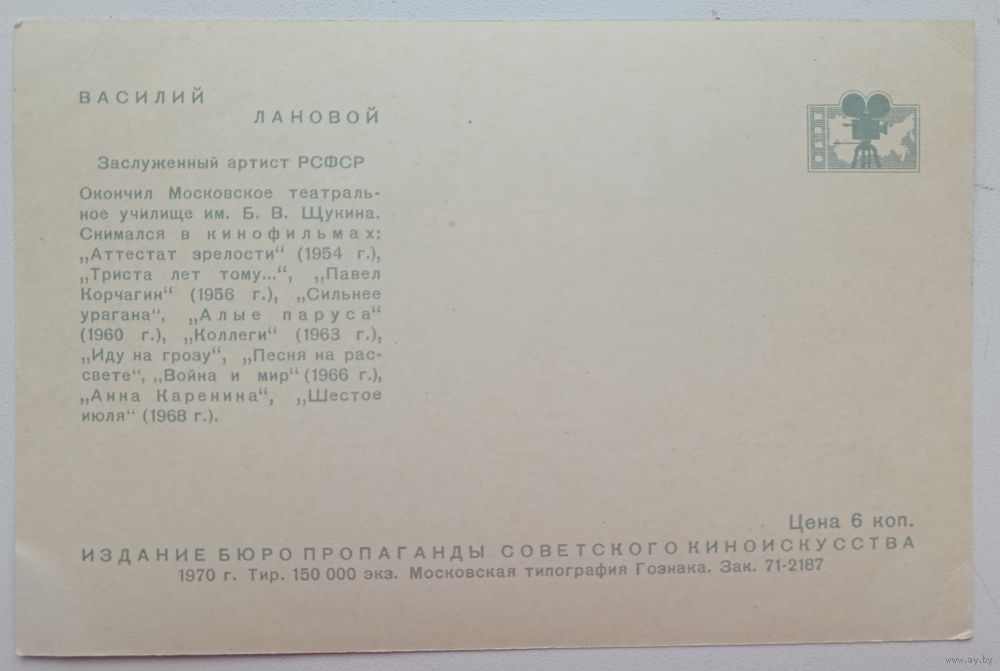 ВАСИЛИЙ
ЛАНОВОЙ
Заслуженный артист РСФСР
Окончил Московское театраль-
ное училище им. Б. В. Щукина.
Снимался в кинофильмах:
„Аттестат зрелости“ (1954 г.),
„Триста лет тому...“, „Павел
Корчагин“ (1956 г.), „Сильнее
урагана“, „Алые паруса“
(1960 г.), „Коллеги“ (1963 г.),
„Иду на грозу“, „Песня на рас-
свете“, „Война и мир“ (1966 г.),
„Анна Каренина“, „Шестое
июля“ (1968 г.).
Цена 6 коп.
ИЗДАНИЕ БЮРО ПРОПАГАНДЫ СОВЕТСКОГО КИНОИСКУССТВА
1970 г. Тир. 150 000 экз. Московская типография Гознака. Зак. 71-2187
www.ay.by